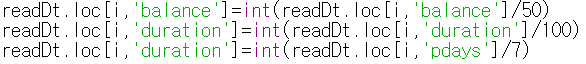 readDt.loc[i,'balance']=int(readDt.loc[i,'balance']/50)
readDt.loc[i,'duration']=int(readDt.loc[i,'duration']/100)
readDt.loc[i,'duration']=int(readDt.loc[i,'pdays']/7)